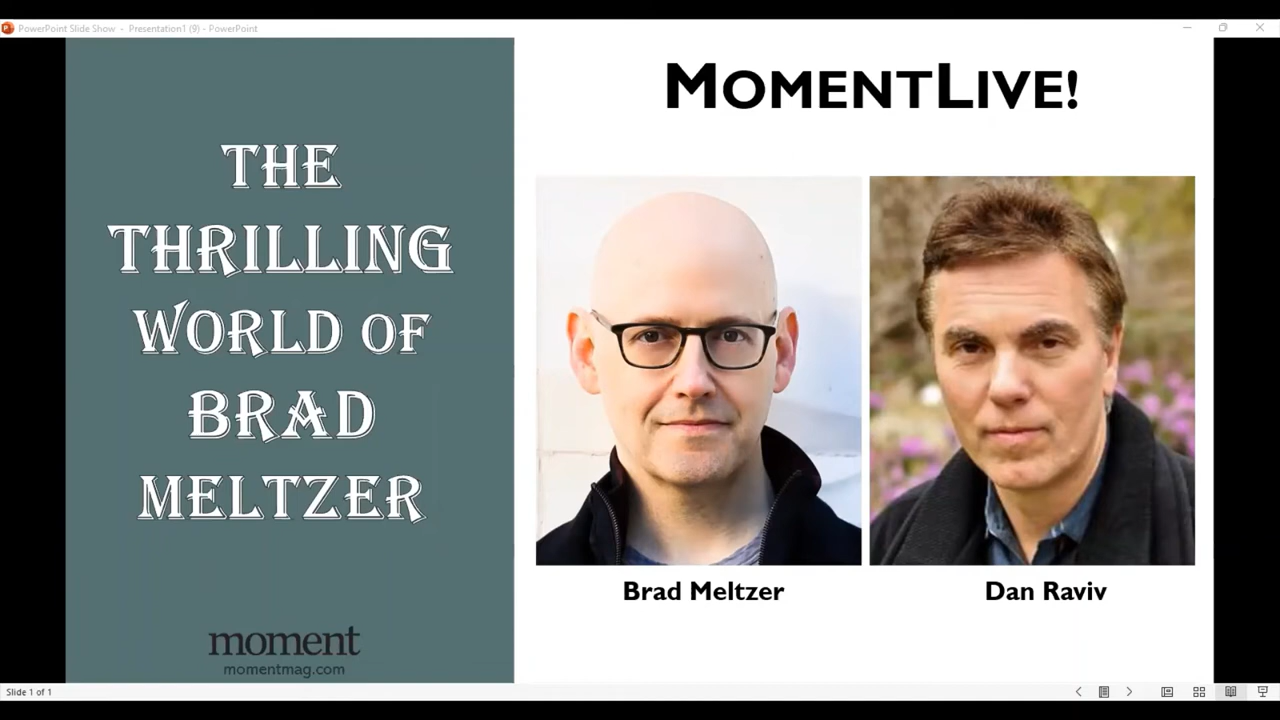 PowerPoint Slide Show - Presentation1 (9) - PowerPoint
MOMENTLIVE!
THE
THRILLING
WORLD OF
BRAD
MELTZER
Brad Meltzer
Dan Raviv
moment
momentmag.com
Slide 1 of 1